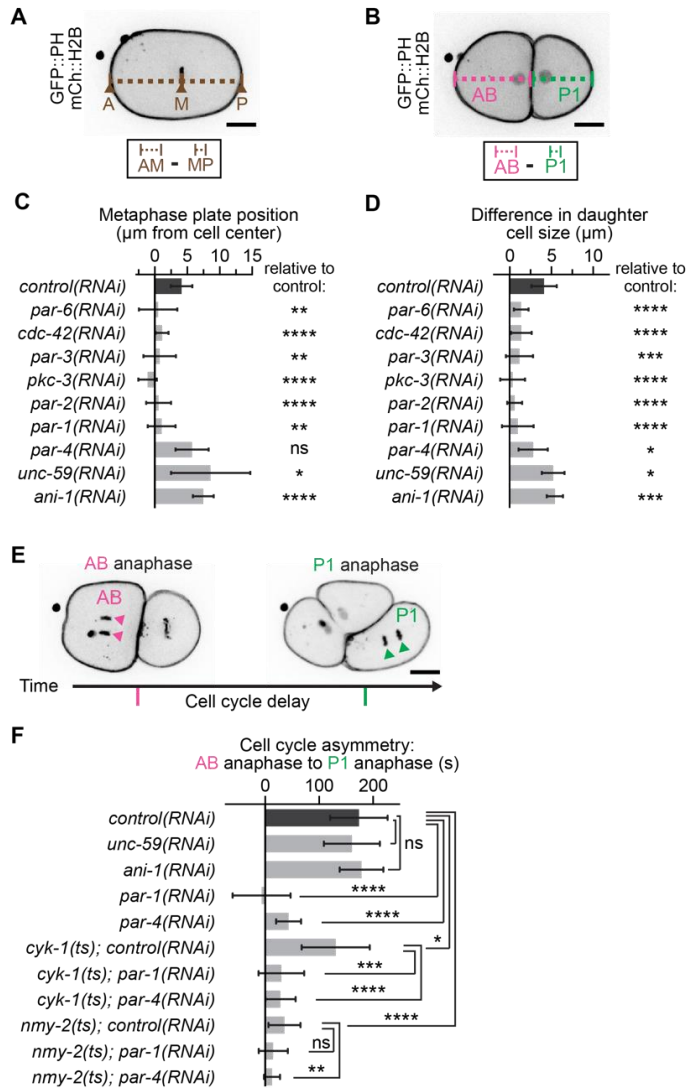 A
GFP::PH
mCh::H2B
A M P
AM - MP
B
GFP::PH
mCh::H2B
AB P1
AB - P1
C
Metaphase plate position
(µm from cell center)
0 5 10 15
relative to
control:
control(RNAi)
par-6(RNAi) **
cdc-42(RNAi) ****
par-3(RNAi) **
pkc-3(RNAi) ****
par-2(RNAi) ****
par-1(RNAi) **
par-4(RNAi) ns
unc-59(RNAi) *
ani-1(RNAi) ****
D
Difference in daughter
cell size (µm)
0 5 10
relative to
control:
control(RNAi)
par-6(RNAi) ****
cdc-42(RNAi) ****
par-3(RNAi) ***
pkc-3(RNAi) ****
par-2(RNAi) ****
par-1(RNAi) ****
par-4(RNAi) *
unc-59(RNAi) *
ani-1(RNAi) ***
E
AB anaphase
AB
P1 anaphase
P1
Time
Cell cycle delay
F
Cell cycle asymmetry:
AB anaphase to P1 anaphase (s)
0 100 200
control(RNAi)
unc-59(RNAi) ns
ani-1(RNAi)
par-1(RNAi) ****
par-4(RNAi) ****
cyk-1(ts); control(RNAi) *
cyk-1(ts); par-1(RNAi) ***
cyk-1(ts); par-4(RNAi) ****
nmy-2(ts); control(RNAi) ****
nmy-2(ts); par-1(RNAi) ns
nmy-2(ts); par-4(RNAi) **